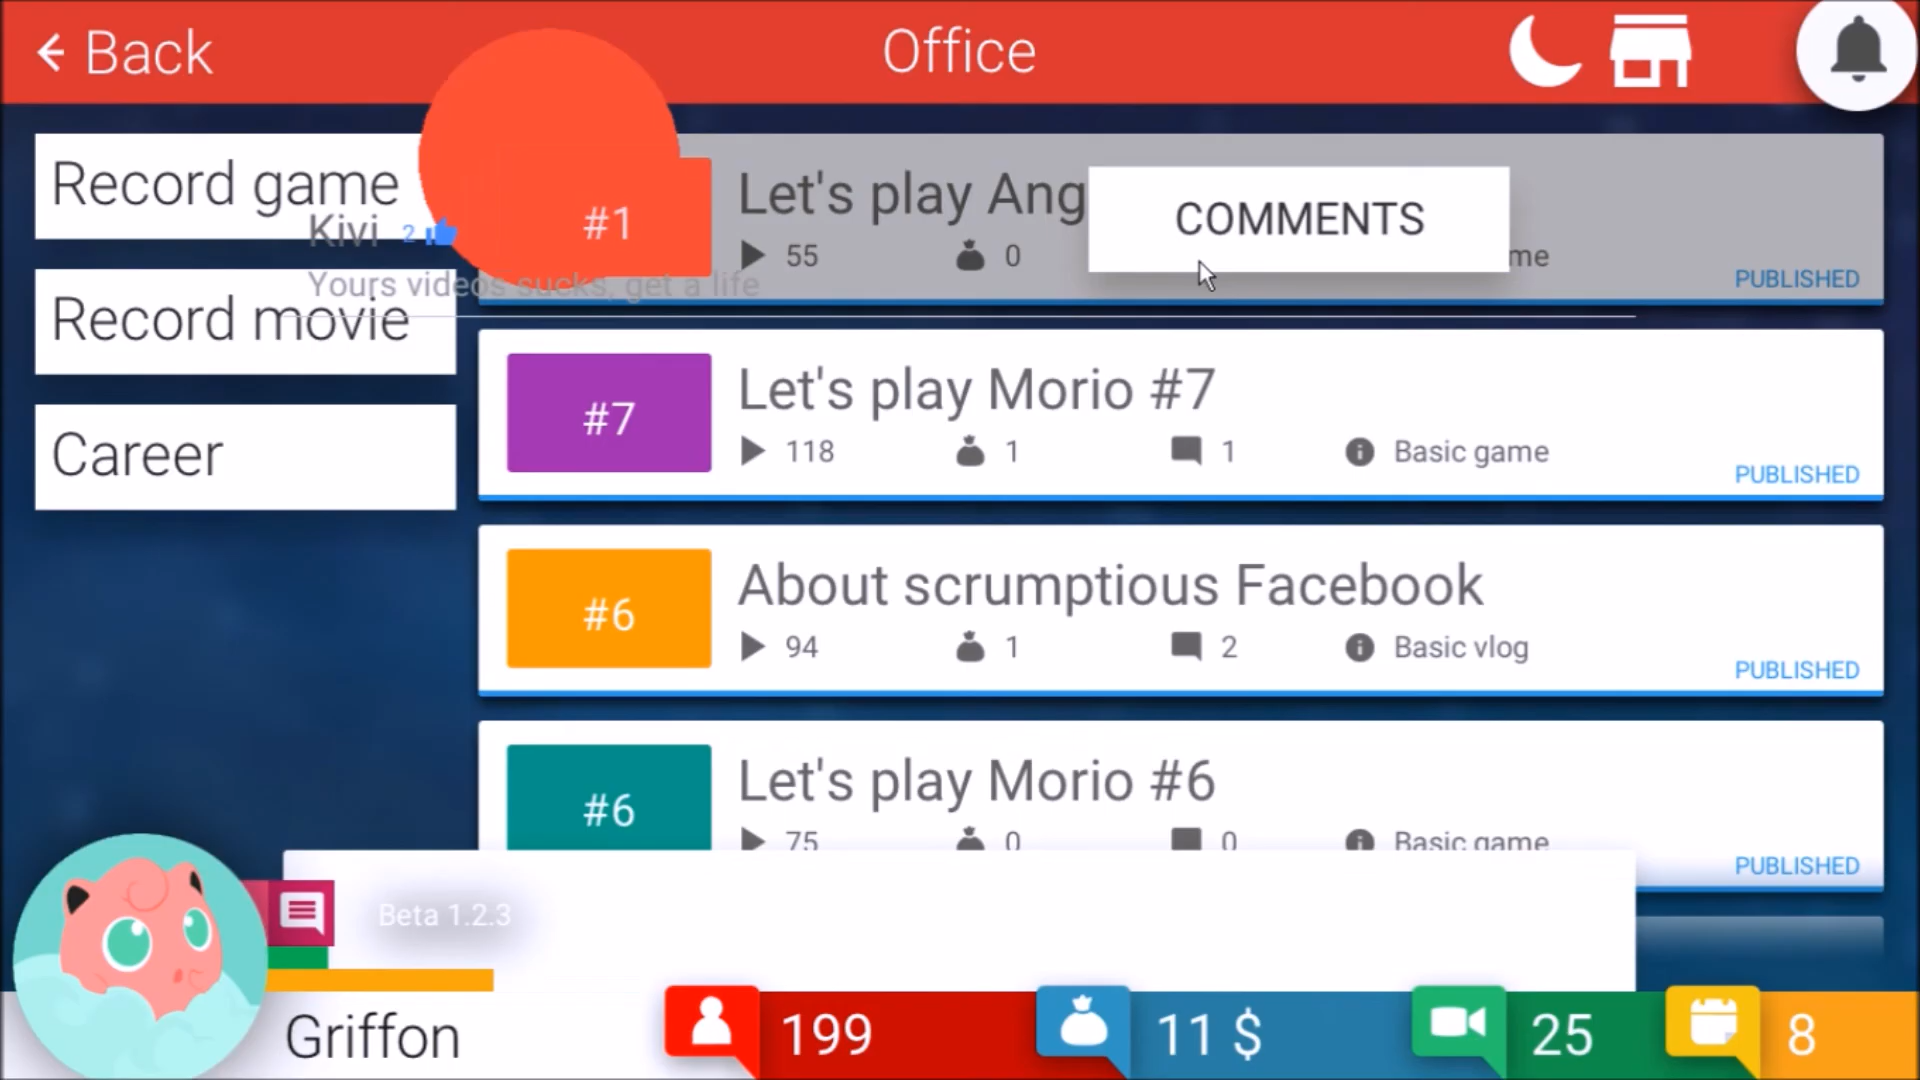 Back
Office
Record game
Record movie
Career
Kivi 2
Yours videos sucks, get a life
#1
Let's play Ang
COMMENTS
55
0
me
PUBLISHED
#7
Let's play Morio #7
118
1
1
Basic game
PUBLISHED
#6
About scrumptious Facebook
94
1
2
Basic vlog
PUBLISHED
#6
Let's play Morio #6
75
0
0
Basic game
PUBLISHED
Beta 1.2.3
Griffon
199
11 $
25
8